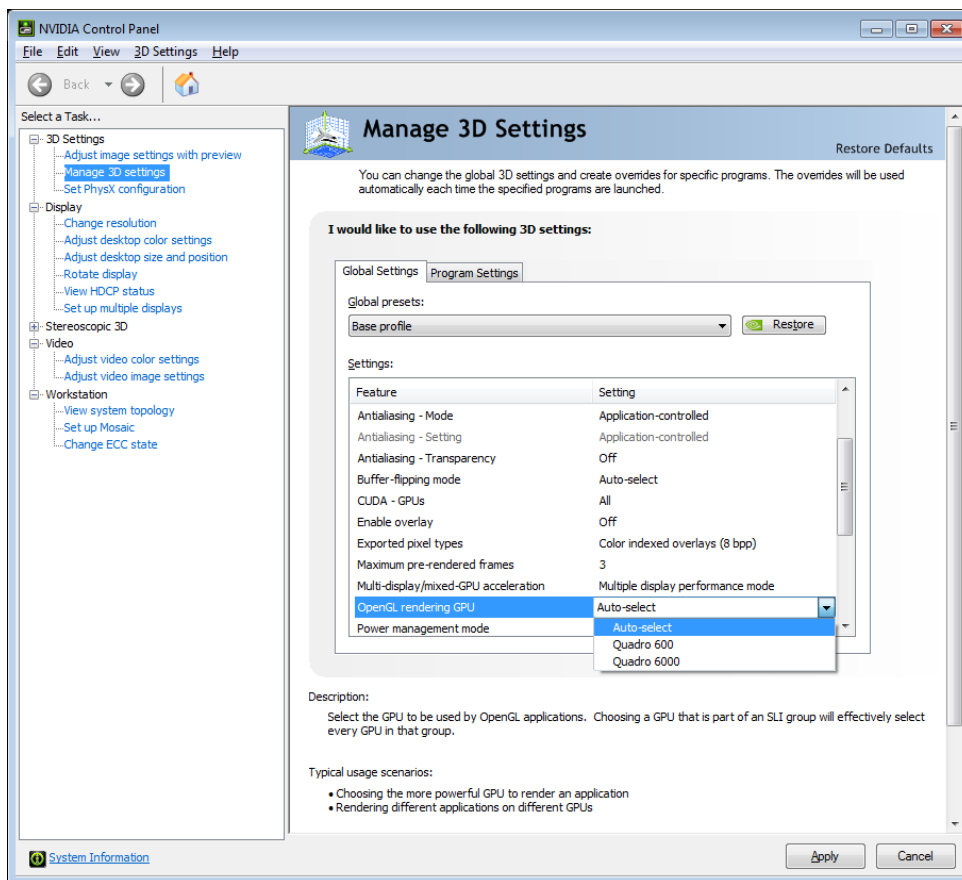 NVIDIA Control Panel
File Edit View 3D Settings Help
Back
Select a Task...
3D Settings
Adjust image settings with preview
Manage 3D settings
Set PhysX configuration
Display
Change resolution
Adjust desktop color settings
Adjust desktop size and position
Rotate display
View HDCP status
Set up multiple displays
Stereoscopic 3D
Video
Adjust video color settings
Adjust video image settings
Workstation
View system topology
Set up Mosaic
Change ECC state
System Information
Manage 3D Settings
Restore Defaults
You can change the global 3D settings and create overrides for specific programs. The overrides will be used
automatically each time the specified programs are launched.
I would like to use the following 3D settings:
Global Settings Program Settings
Global presets:
Base profile Restore
Settings:
Feature Setting
Antialiasing - Mode Application-controlled
Antialiasing - Setting Application-controlled
Antialiasing - Transparency Off
Buffer-flipping mode Auto-select
CUDA - GPUs All
Enable overlay Off
Exported pixel types Color indexed overlays (8 bpp)
Maximum pre-rendered frames 3
Multi-display/mixed-GPU acceleration Multiple display performance mode
OpenGL rendering GPU Auto-select
Power management mode Auto-select
Quadro 600
Quadro 6000
Description:
Select the GPU to be used by OpenGL applications. Choosing a GPU that is part of an SLI group will effectively select
every GPU in that group.
Typical usage scenarios:
• Choosing the more powerful GPU to render an application
• Rendering different applications on different GPUs
Apply Cancel